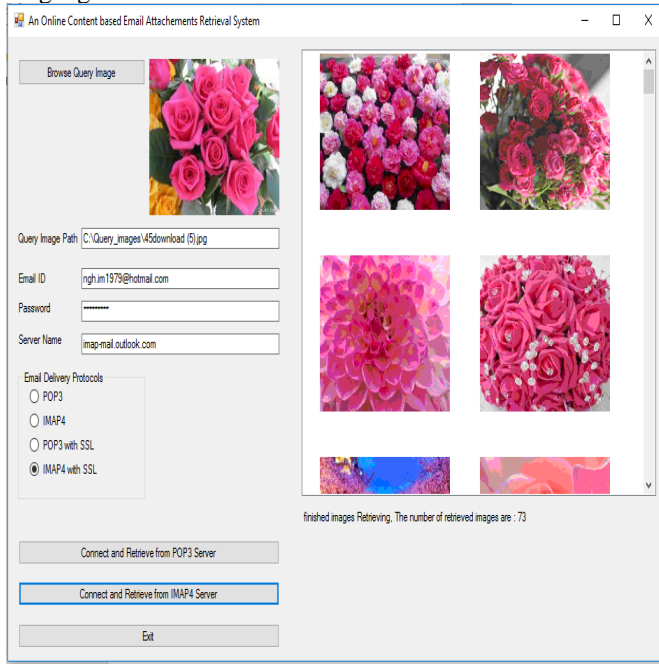 An Online Content based Email Attachements Retrieval System
Browse Query Image
Query Image Path C:\Query_images\45download (5).jpg
Email ID ngh.im1979@hotmail.com
Password •••••••••
Server Name imap-mail.outlook.com
Email Delivery Protocols
POP3
IMAP4
POP3 with SSL
IMAP4 with SSL
finished images Retrieving, The number of retrieved images are : 73
Connect and Retrieve from POP3 Server
Connect and Retrieve from IMAP4 Server
Exit